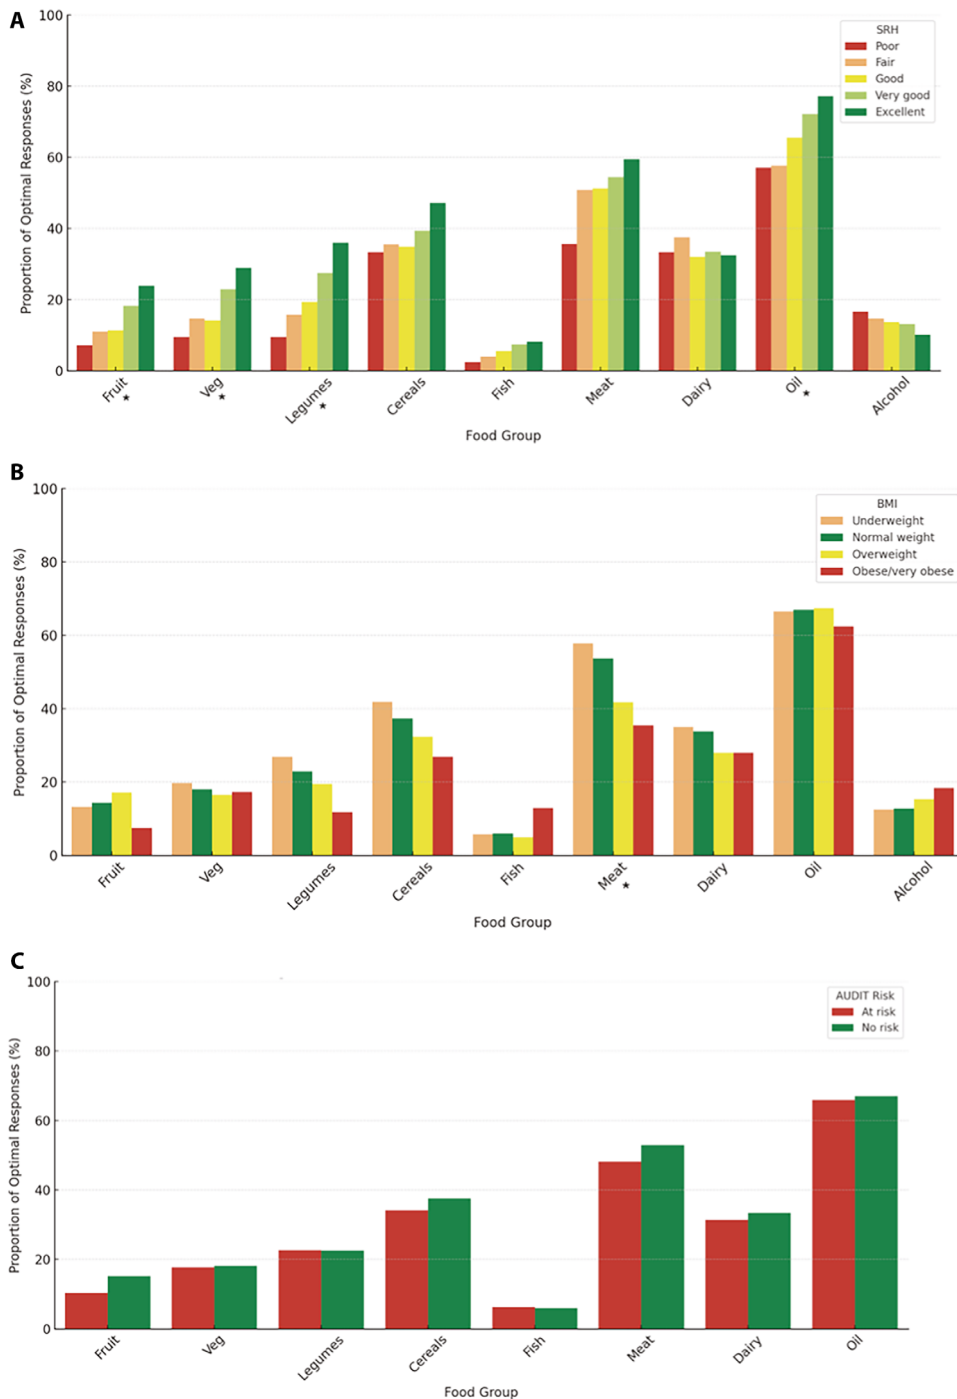 A
100
80
60
40
20
0
Proportion of Optimal Responses (%)
SRH
Poor
Fair
Good
Very good
Excellent
Fruit
★
Veg
★
Legumes
★
Cereals
Fish
Meat
Dairy
Oil
★
Alcohol
Food Group
B
100
80
60
40
20
0
Proportion of Optimal Responses (%)
BMI
Underweight
Normal weight
Overweight
Obese/very obese
Fruit
Veg
Legumes
Cereals
Fish
Meat
★
Dairy
Oil
Alcohol
Food Group
C
100
80
60
40
20
0
Proportion of Optimal Responses (%)
AUDIT Risk
At risk
No risk
Fruit
Veg
Legumes
Cereals
Fish
Meat
Dairy
Oil
Food Group